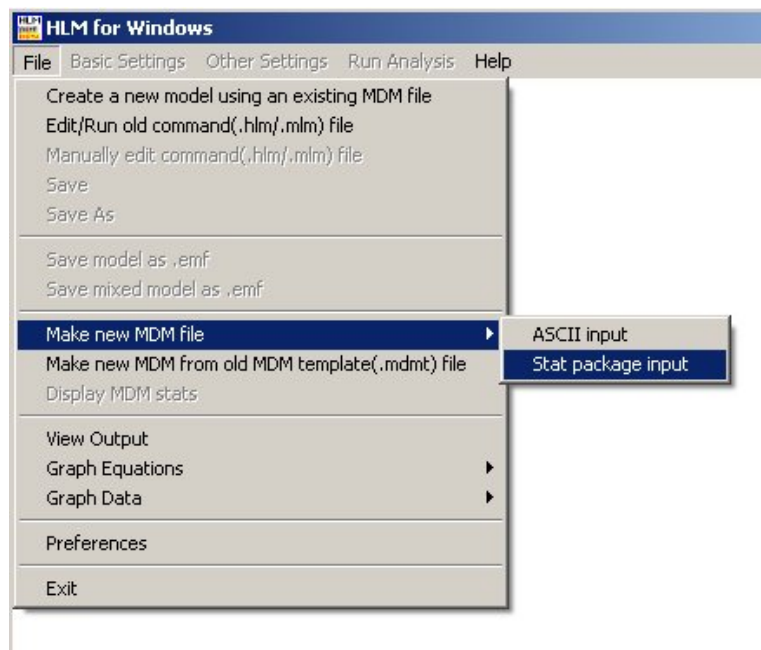 HLM for Windows
File Basic Settings Other Settings Run Analysis Help
Create a new model using an existing MDM file
Edit/Run old command(.hlm/.mlm) file
Manually edit command(.hlm/.mlm) file
Save
Save As
Save model as .emf
Save mixed model as .emf
Make new MDM file
ASCII input
Stat package input
Make new MDM from old MDM template(.mdmt) file
Display MDM stats
View Output
Graph Equations
Graph Data
Preferences
Exit